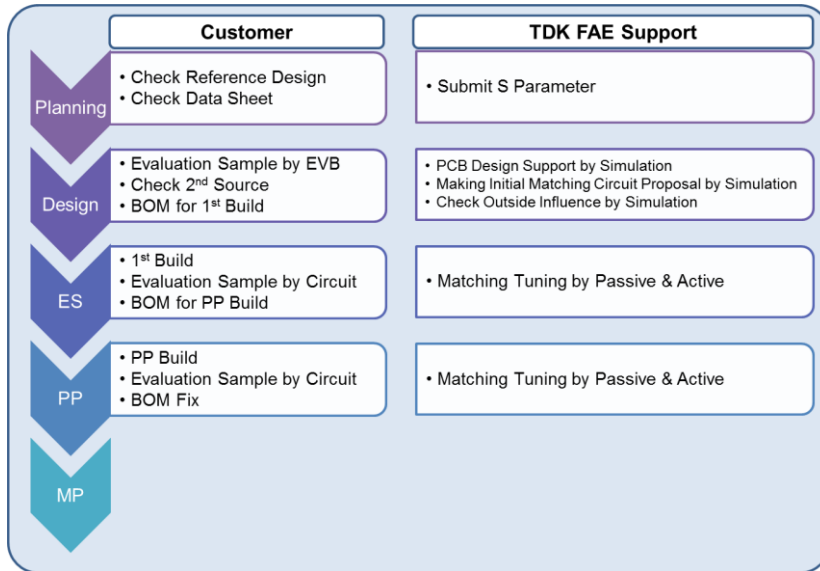 Customer
TDK FAE Support
Planning
• Check Reference Design
• Check Data Sheet
• Submit S Parameter
Design
• Evaluation Sample by EVB
• Check 2nd Source
• BOM for 1st Build
• PCB Design Support by Simulation
• Making Initial Matching Circuit Proposal by Simulation
• Check Outside Influence by Simulation
ES
• 1st Build
• Evaluation Sample by Circuit
• BOM for PP Build
• Matching Tuning by Passive & Active
PP
• PP Build
• Evaluation Sample by Circuit
• BOM Fix
• Matching Tuning by Passive & Active
MP